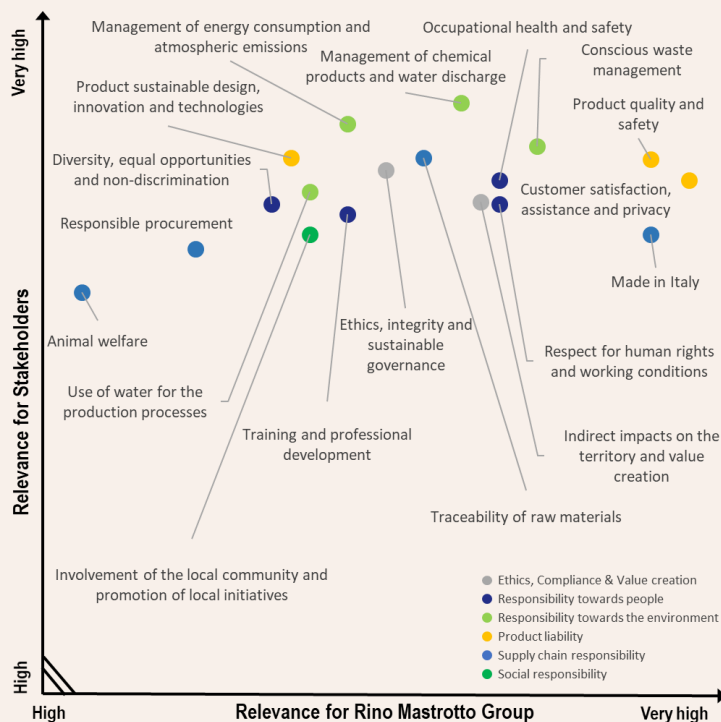 Very high
Relevance for Stakeholders
High
Management of energy consumption and
atmospheric emissions
Occupational health and safety
Management of chemical
products and water discharge
Conscious waste
management
Product sustainable design,
innovation and technologies
Product quality and
safety
Diversity, equal opportunities
and non-discrimination
Customer satisfaction,
assistance and privacy
Responsible procurement
Made in Italy
Animal welfare
Ethics, integrity and
sustainable
governance
Respect for human rights
and working conditions
Use of water for the
production processes
Training and professional
development
Indirect impacts on the
territory and value
creation
Traceability of raw materials
Involvement of the local community and
promotion of local initiatives
Ethics, Compliance & Value creation
Responsibility towards people
Responsibility towards the environment
Product liability
Supply chain responsibility
Social responsibility
High
Relevance for Rino Mastrotto Group
Very high